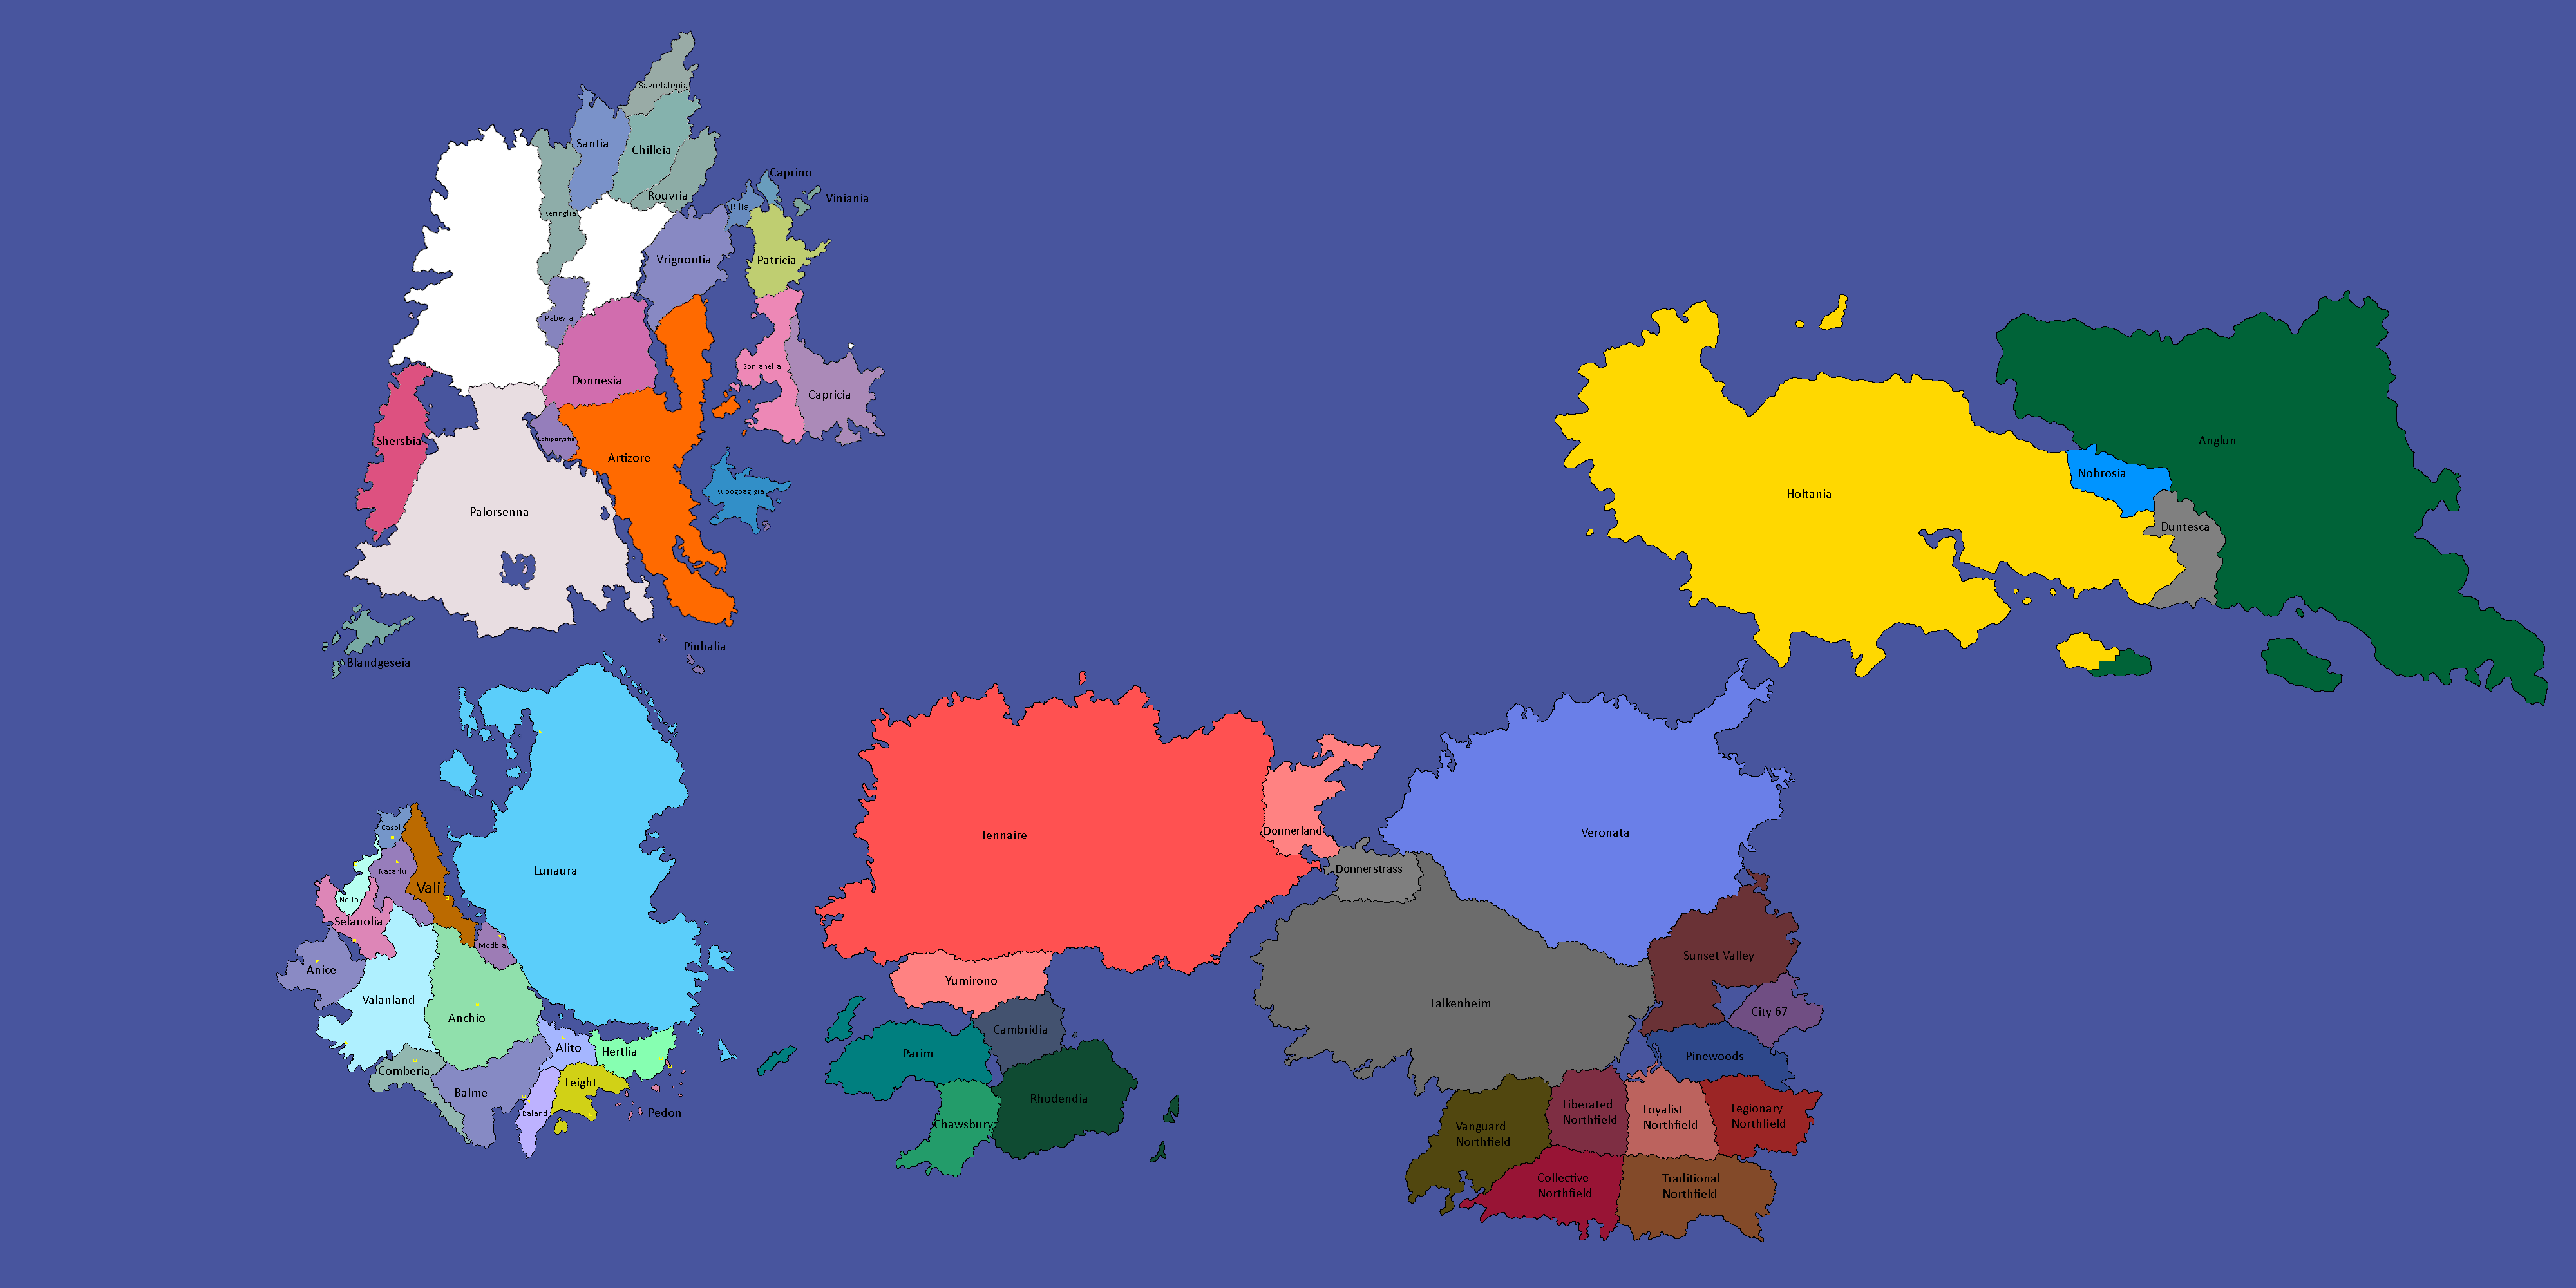 Sagrelalenia
Santia
Chilleia
Rouvria
Caprino
Viniania
Rilia
Keringlia
Vrignontia
Patricia
Pabevia
Donnesia
Sonianelia
Capricia
Shersbia
Ephiporystia
Artizore
Kubogbagigia
Palorsenna
Pinhalia
Blandgeseia
Holtania
Anglun
Nobrosia
Duntesca
Lunaura
Casol
Nazarlu
Vali
Nolia
Selanolia
Modbia
Anice
Valanland
Anchio
Alito
Hertlia
Comberia
Balme
Leight
Baland
Pedon
Tennaire
Donnerland
Donnerstrass
Veronata
Yumirono
Cambridia
Parim
Rhodendia
Chawsbury
Falkenheim
Sunset Valley
City 67
Pinewoods
Vanguard
Northfield
Liberated
Northfield
Loyalist
Northfield
Legionary
Northfield
Collective
Northfield
Traditional
Northfield